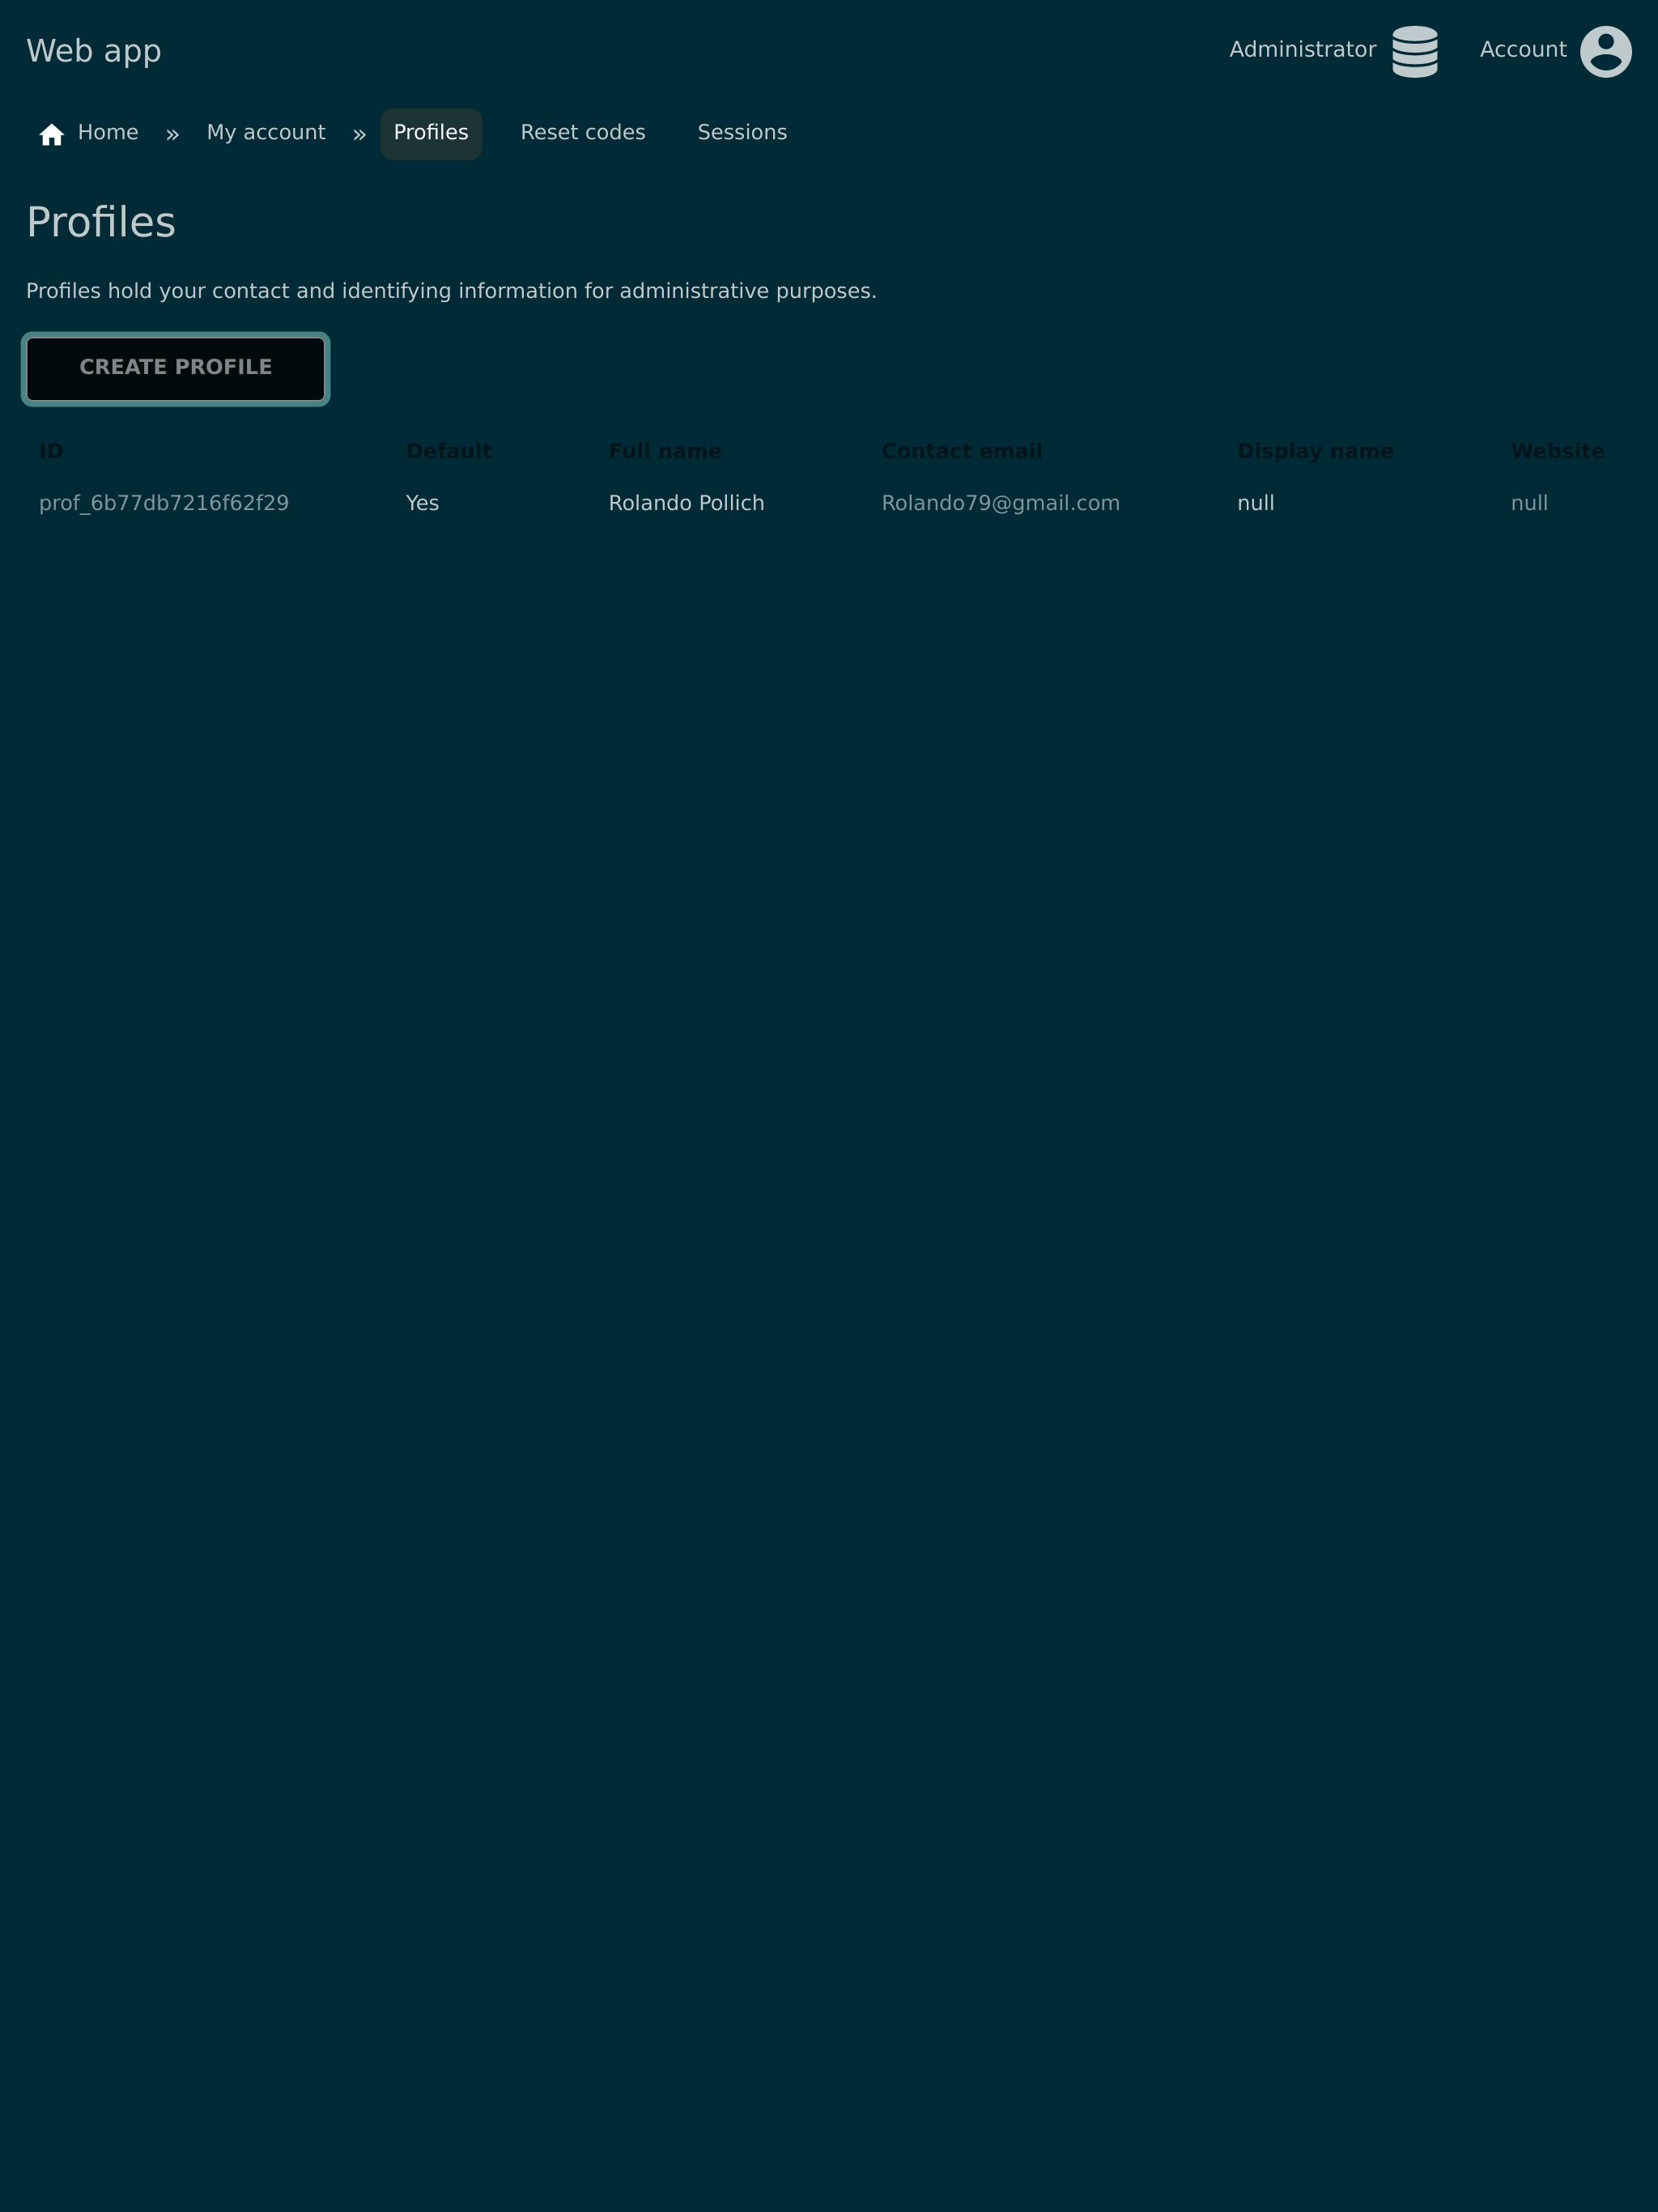 Web app
Administrator
Account
Home » My account » Profiles Reset codes Sessions
Profiles
Profiles hold your contact and identifying information for administrative purposes.
CREATE PROFILE
ID Default Full name Contact email Display name Website
prof_6b77db7216f62f29 Yes Rolando Pollich Rolando79@gmail.com null null